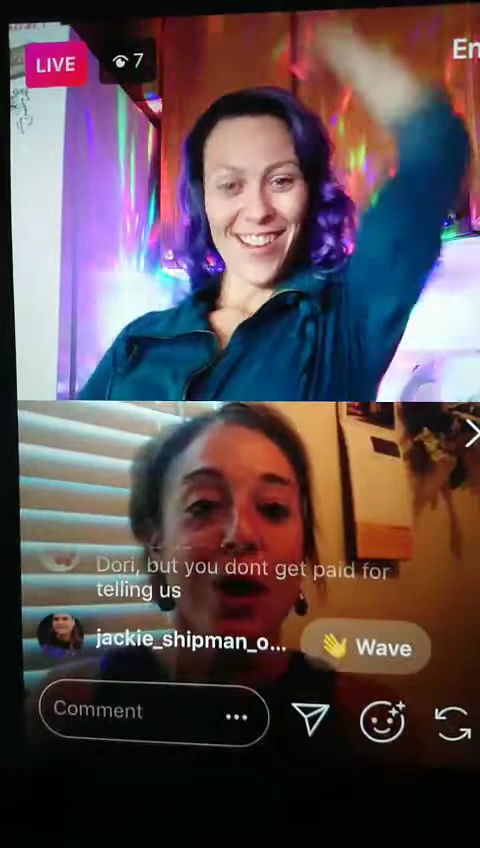 LIVE
7
En
Dori, but you dont get paid for
telling us
jackie_shipman_o...
Wave
Comment